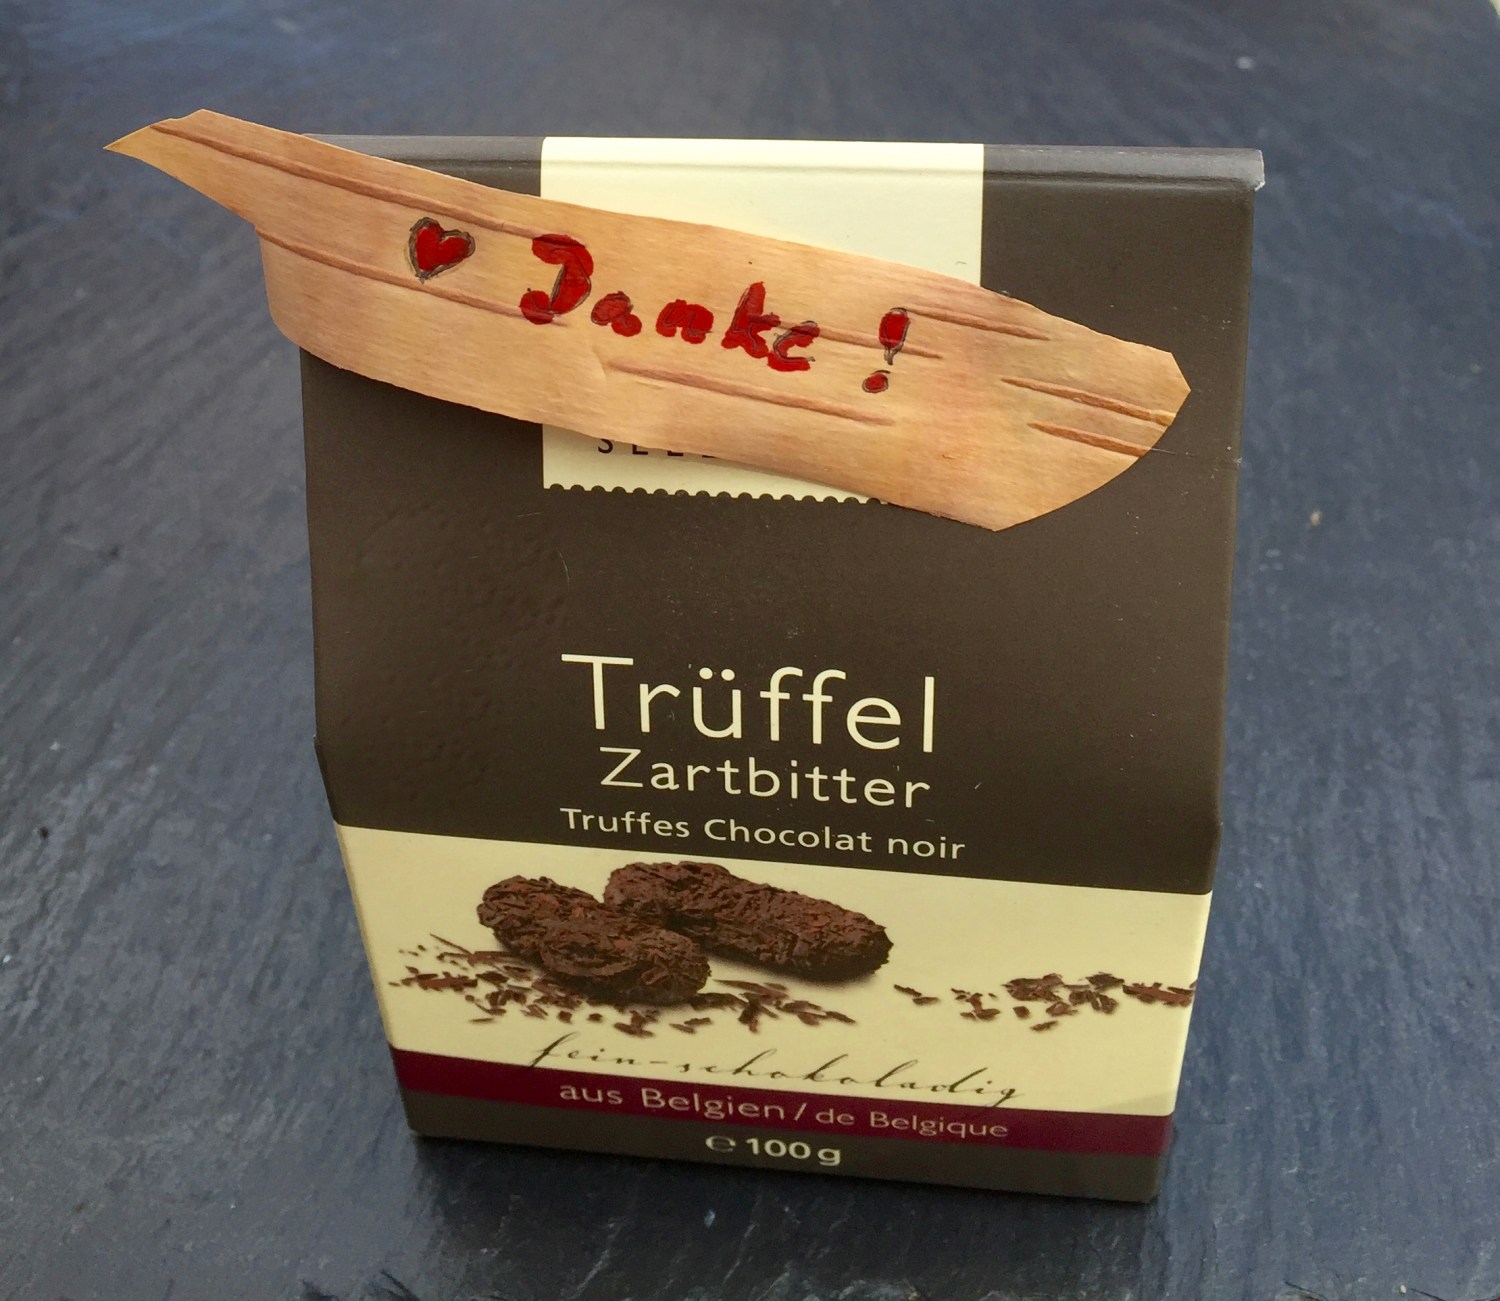 ♥ Danke!
Trüffel
Zartbitter
Truffes Chocolat noir
fein-schokoladig
aus Belgien / de Belgique
℮ 100 g